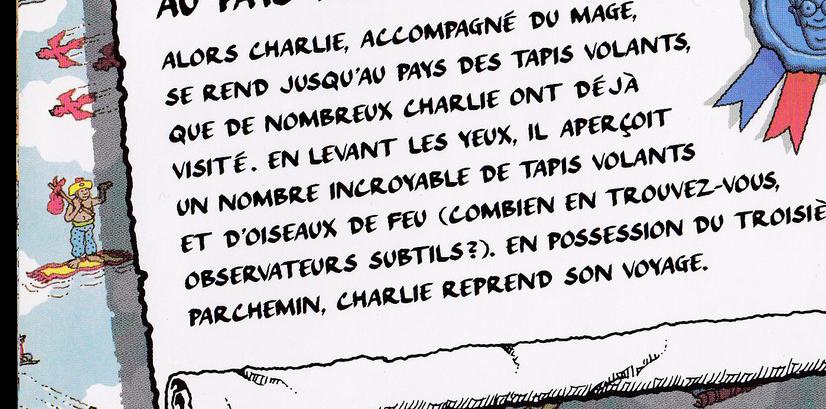 AU PAYS
ALORS CHARLIE, ACCOMPAGNÉ DU MAGE,
SE REND JUSQU'AU PAYS DES TAPIS VOLANTS,
QUE DE NOMBREUX CHARLIE ONT DÉJÀ
VISITÉ. EN LEVANT LES YEUX, IL APERÇOIT
UN NOMBRE INCROYABLE DE TAPIS VOLANTS
ET D'OISEAUX DE FEU (COMBIEN EN TROUVEZ-VOUS,
OBSERVATEURS SUBTILS?). EN POSSESSION DU TROISIÈ
PARCHEMIN, CHARLIE REPREND SON VOYAGE.